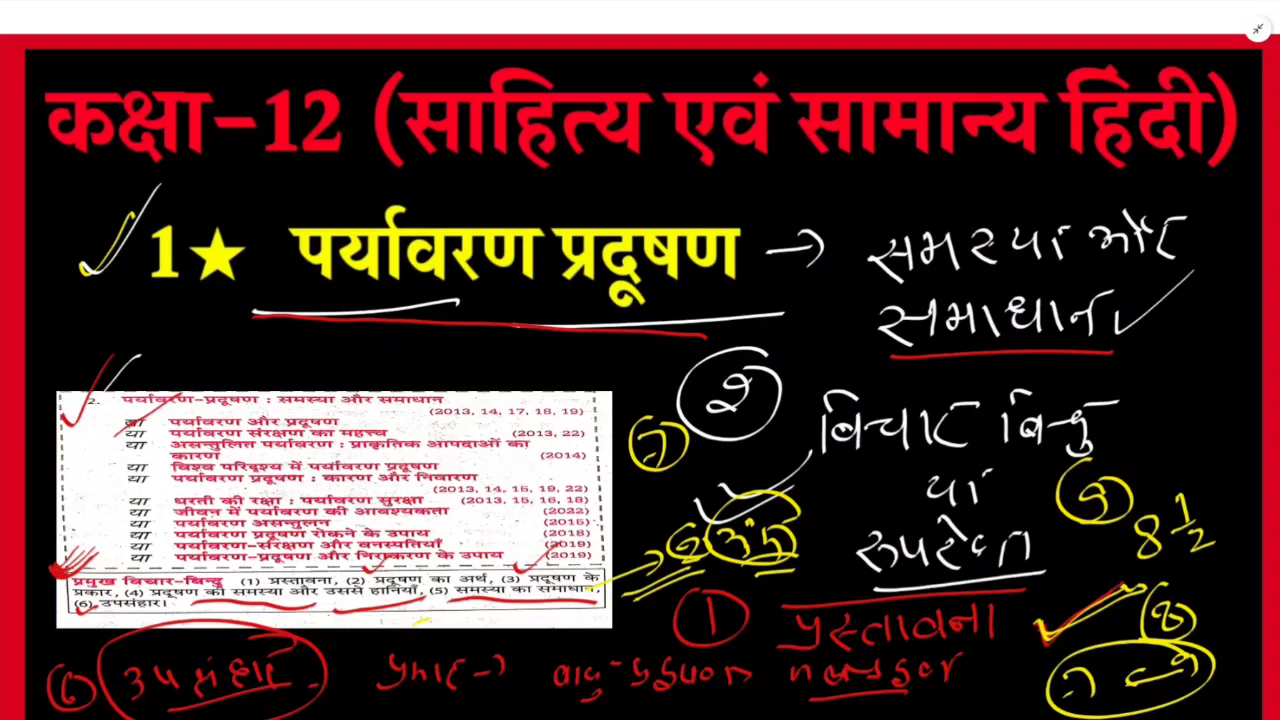 कक्षा-12 (साहित्य एवं सामान्य हिंदी)
1★ पर्यावरण प्रदूषण → समस्या और
समाधान
2
विचार बिन्दु
या
रुपरेखा
8 1/2
2. पर्यावरण-प्रदूषण : समस्या और समाधान
(2013, 14, 17, 18, 19)
या पर्यावरण और प्रदूषण
या पर्यावरण संरक्षण का महत्त्व (2013, 22)
या असन्तुलित पर्यावरण : प्राकृतिक आपदाओं का
कारण (2014)
या विश्व परिदृश्य में पर्यावरण प्रदूषण
या पर्यावरण प्रदूषण : कारण और निवारण
(2013, 14, 15, 19, 22)
या धरती की रक्षा : पर्यावरण सुरक्षा (2013, 15, 16, 18)
या जीवन में पर्यावरण की आवश्यकता (2022)
या पर्यावरण असन्तुलन (2015)
या पर्यावरण प्रदूषण रोकने के उपाय (2018)
या पर्यावरण-संरक्षण और वनस्पतियाँ (2019)
या पर्यावरण-प्रदूषण और निराकरण के उपाय (2019)
प्रमुख विचार-बिन्दु (1) प्रस्तावना, (2) प्रदूषण का अर्थ, (3) प्रदूषण के
प्रकार, (4) प्रदूषण की समस्या और उससे हानियाँ, (5) समस्या का समाधान,
(6) उपसंहार।
1 प्रस्तावना
6 उपसंहार प्रकार → वायु-प्रदूषण